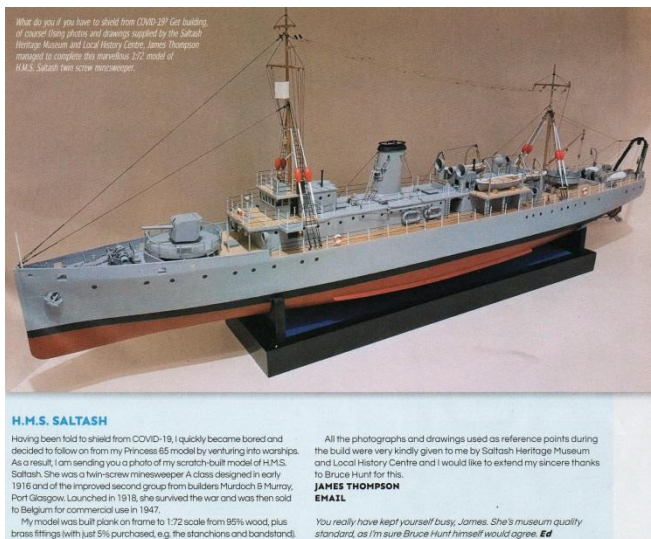 What do you if you have to shield from COVID-19? Get building,
of course! Using photos and drawings supplied by the Saltash
Heritage Museum and Local History Centre, James Thompson
managed to complete this marvellous 1:72 model of
H.M.S. Saltash twin screw minesweeper.
H.M.S. SALTASH
Having been told to shield from COVID-19, I quickly became bored and
decided to follow on from my Princess 65 model by venturing into warships.
As a result, I am sending you a photo of my scratch-built model of H.M.S.
Saltash. She was a twin-screw minesweeper A class designed in early
1916 and of the improved second group from builders Murdoch & Murray,
Port Glasgow. Launched in 1918, she survived the war and was then sold
to Belgium for commercial use in 1947.
My model was built plank on frame to 1:72 scale from 95% wood, plus
brass fittings (with just 5% purchased, e.g. the stanchions and bandstand).
All the photographs and drawings used as reference points during
the build were very kindly given to me by Saltash Heritage Museum
and Local History Centre and I would like to extend my sincere thanks
to Bruce Hunt for this.
JAMES THOMPSON
EMAIL
You really have kept yourself busy, James. She's museum quality
standard, as I'm sure Bruce Hunt himself would agree. Ed